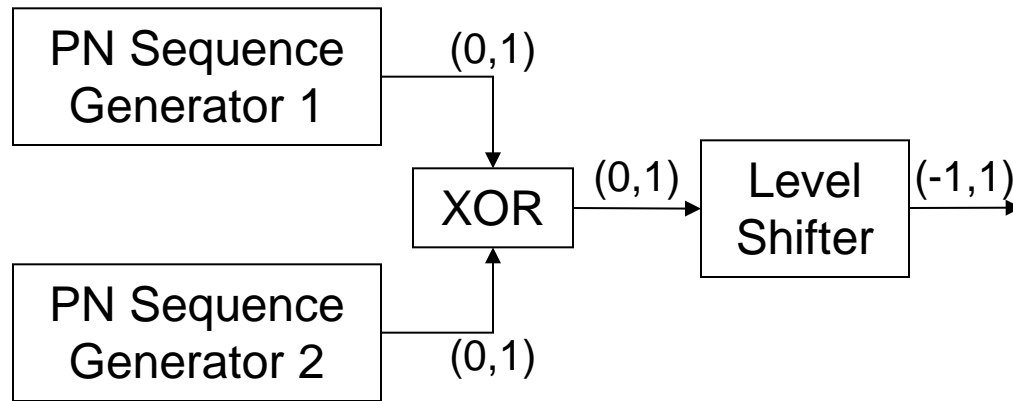 PN Sequence
Generator 1
(0,1)
XOR
(0,1)
Level
Shifter
(-1,1)
PN Sequence
Generator 2
(0,1)